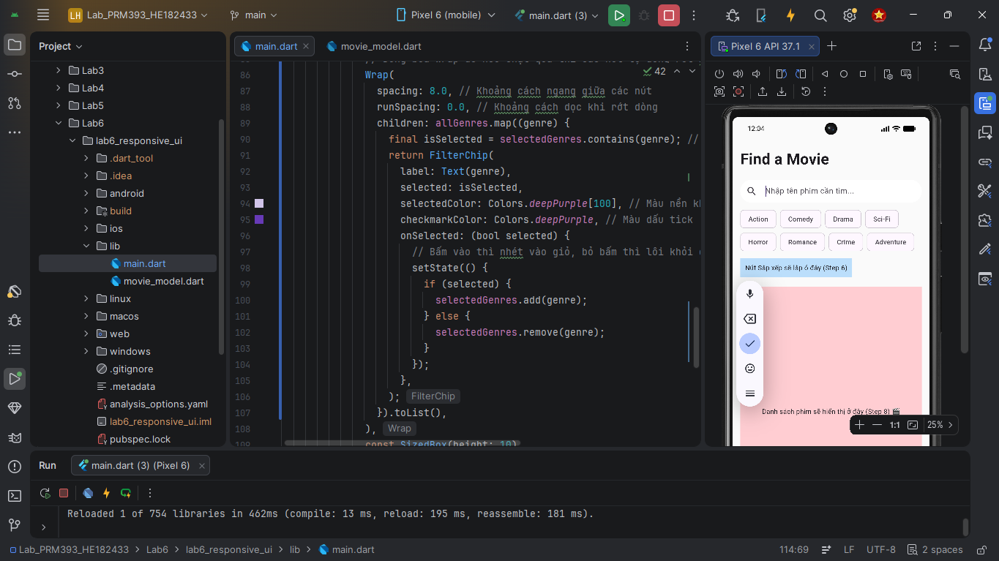 LH Lab_PRM393_HE182433
main
Pixel 6 (mobile)
main.dart (3)
Project
Lab3
Lab4
Lab5
Lab6
lab6_responsive_ui
.dart_tool
.idea
android
build
ios
lib
main.dart
movie_model.dart
linux
macos
web
windows
.gitignore
.metadata
analysis_options.yaml
lab6_responsive_ui.iml
pubspec.lock
main.dart
movie_model.dart
42
86 Wrap(
87 spacing: 8.0, // Khoảng cách ngang giữa các nút
88 runSpacing: 0.0, // Khoảng cách dọc khi rớt dòng
89 children: allGenres.map((genre) {
90 final isSelected = selectedGenres.contains(genre); //
91 return FilterChip(
92 label: Text(genre),
93 selected: isSelected,
94 selectedColor: Colors.deepPurple[100], // Màu nền kh
95 checkmarkColor: Colors.deepPurple, // Màu dấu tick
96 onSelected: (bool selected) {
97 // Bấm vào thì nhét vào giỏ, bỏ bấm thì lôi khỏi
98 setState(() {
99 if (selected) {
100 selectedGenres.add(genre);
101 } else {
102 selectedGenres.remove(genre);
103 }
104 });
105 },
106 ); FilterChip
107 }).toList(),
108 ), Wrap
109 const SizedBox(height: 10)
Pixel 6 API 37.1
12:04
Find a Movie
Nhập tên phim cần tìm...
Action Comedy Drama Sci-Fi
Horror Romance Crime Adventure
Nút Sắp xếp sẽ lắp ở đây (Step 6)
Danh sách phim sẽ hiển thị ở đây (Step 8) 🎬
1:1
25%
Run
main.dart (3) (Pixel 6)
Reloaded 1 of 754 libraries in 462ms (compile: 13 ms, reload: 195 ms, reassemble: 181 ms).
Lab_PRM393_HE182433 > Lab6 > lab6_responsive_ui > lib > main.dart
114:69
LF
UTF-8
2 spaces